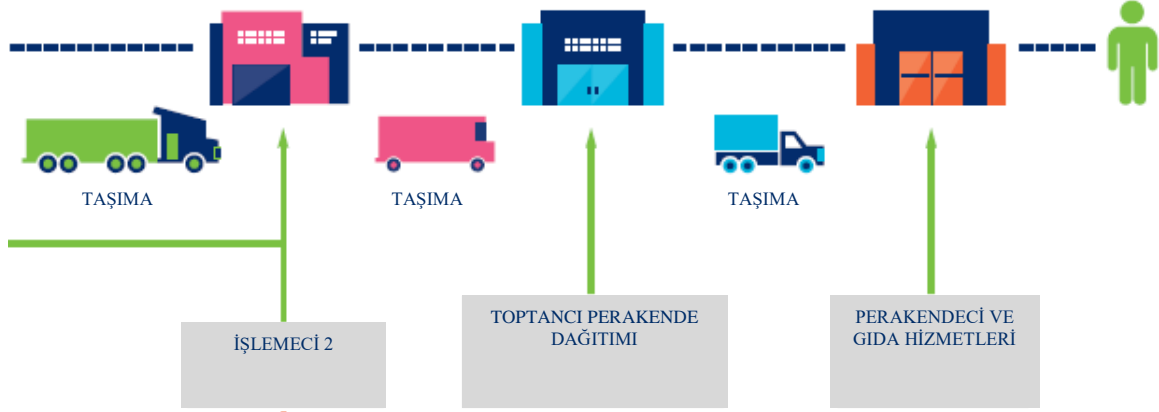 TAŞIMA
TAŞIMA
TAŞIMA
İŞLEMECİ 2
TOPTANCI PERAKENDE
DAĞITIMI
PERAKENDECİ VE
GIDA HİZMETLERİ